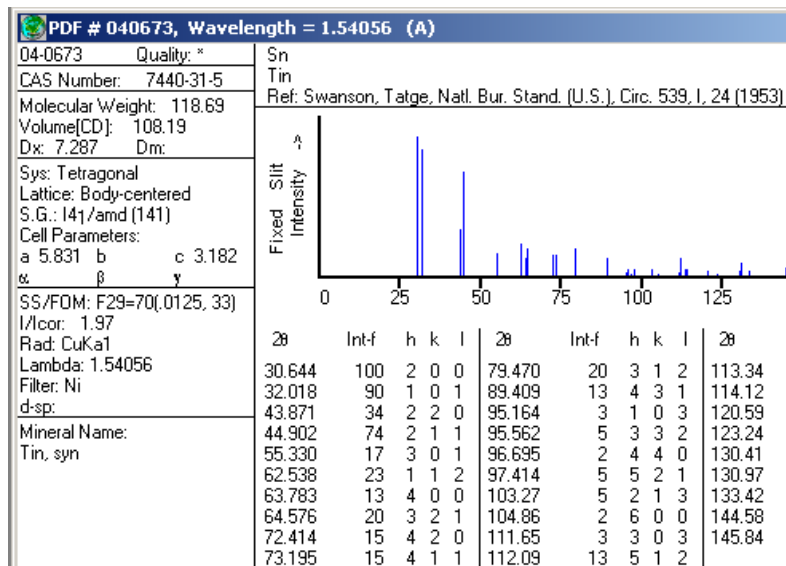 PDF # 040673, Wavelength = 1.54056 (A)
04-0673 Quality: *
CAS Number: 7440-31-5
Molecular Weight: 118.69
Volume[CD]: 108.19
Dx: 7.287 Dm:
Sys: Tetragonal
Lattice: Body-centered
S.G.: I41/amd (141)
Cell Parameters:
a 5.831 b c 3.182
α β γ
SS/FOM: F29=70(.0125, 33)
I/Icor: 1.97
Rad: CuKa1
Lambda: 1.54056
Filter: Ni
d-sp:
Mineral Name:
Tin, syn
Sn
Tin
Ref: Swanson, Tatge, Natl. Bur. Stand. (U.S.), Circ. 539, I, 24 (1953)
Fixed Slit
Intensity ->
0 25 50 75 100 125
2θ Int-f h k l 2θ Int-f h k l 2θ
30.644 100 2 0 0 79.470 20 3 1 2 113.34
32.018 90 1 0 1 89.409 13 4 3 1 114.12
43.871 34 2 2 0 95.164 3 1 0 3 120.59
44.902 74 2 1 1 95.562 5 3 3 2 123.24
55.330 17 3 0 1 96.695 2 4 4 0 130.41
62.538 23 1 1 2 97.414 5 5 2 1 130.97
63.783 13 4 0 0 103.27 5 2 1 3 133.42
64.576 20 3 2 1 104.86 2 6 0 0 144.58
72.414 15 4 2 0 111.65 3 3 0 3 145.84
73.195 15 4 1 1 112.09 13 5 1 2